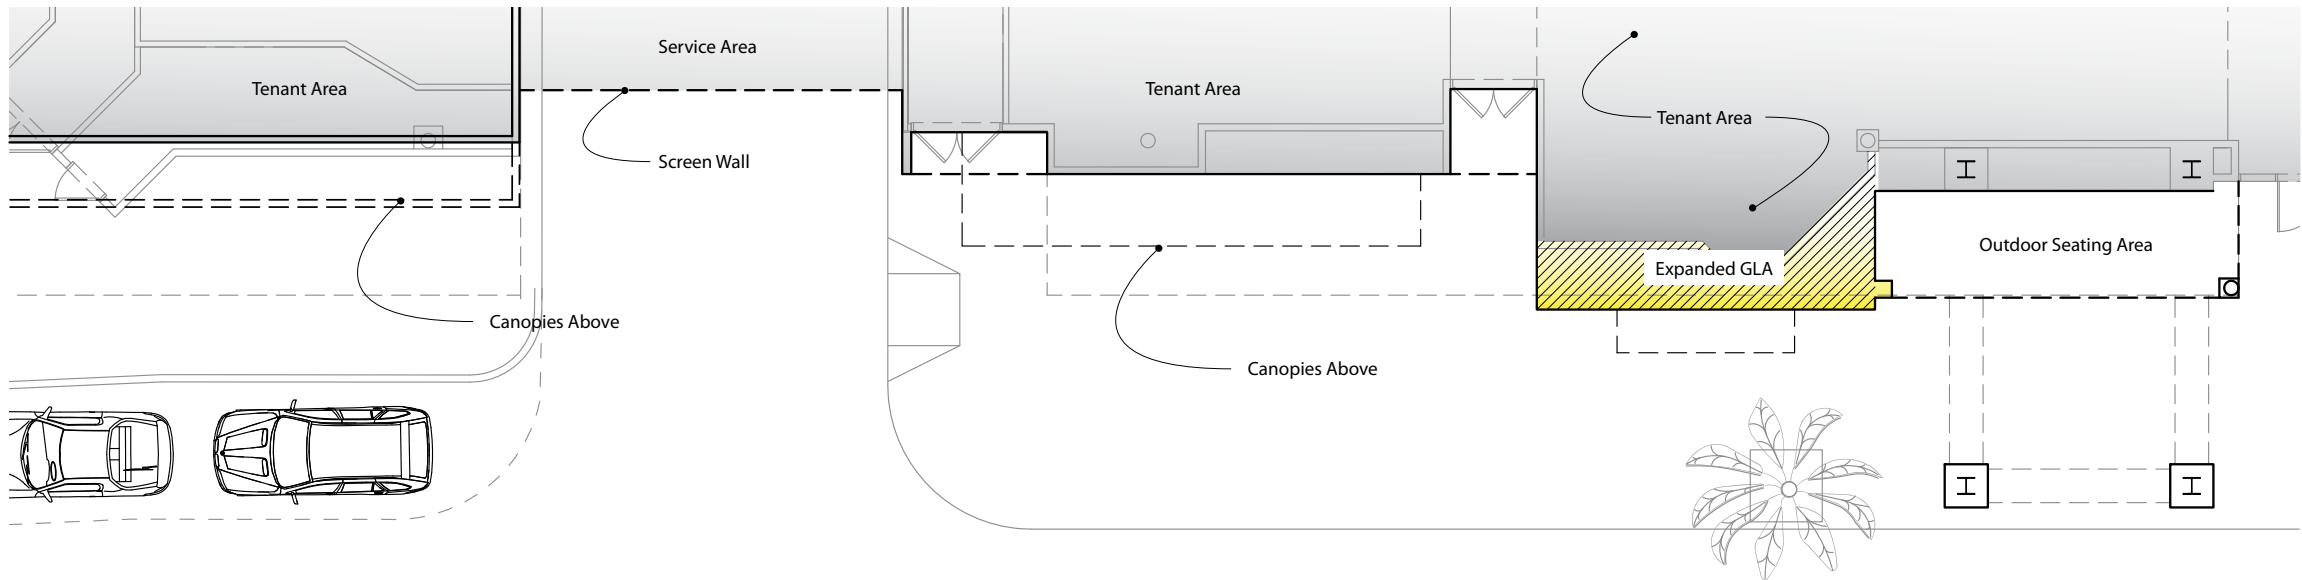 Service Area
Tenant Area
Tenant Area
Tenant Area
Screen Wall
Outdoor Seating Area
Expanded GLA
Canopies Above
Canopies Above